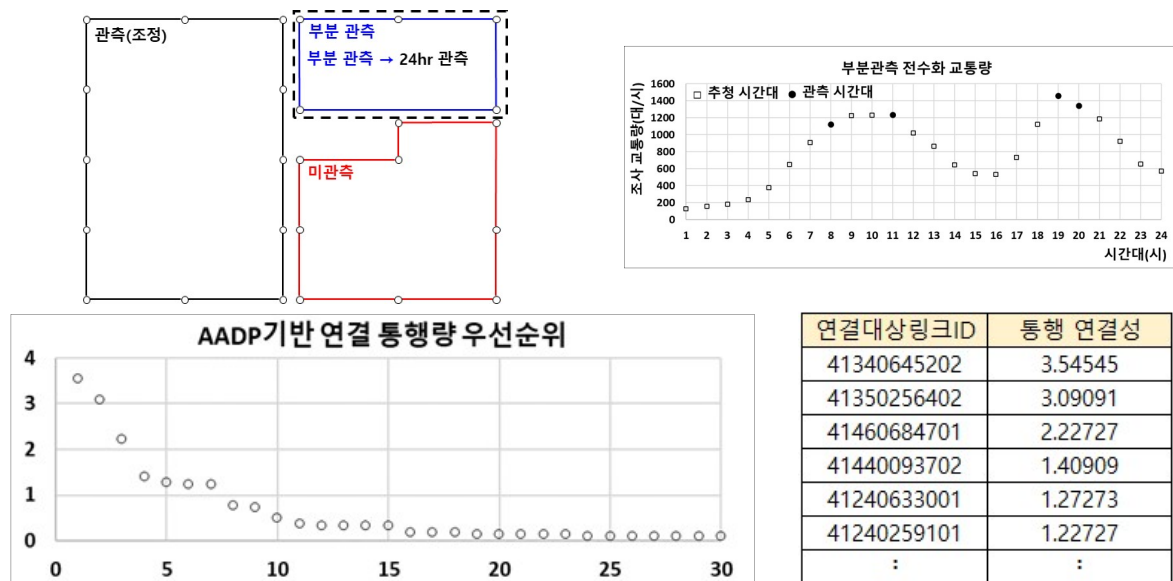 관측(조정)
부분 관측
부분 관측 → 24hr 관측
미관측
부분관측 전수화 교통량
□ 추청 시간대 ● 관측 시간대
조사 교통량(대/시)
1600
1400
1200
1000
800
600
400
200
0
1 2 3 4 5 6 7 8 9 10 11 12 13 14 15 16 17 18 19 20 21 22 23 24
시간대(시)
AADP기반 연결 통행량 우선순위
4
3
2
1
0
0 5 10 15 20 25 30
연결대상링크ID 통행 연결성
41340645202 3.54545
41350256402 3.09091
41460684701 2.22727
41440093702 1.40909
41240633001 1.27273
41240259101 1.22727
: :